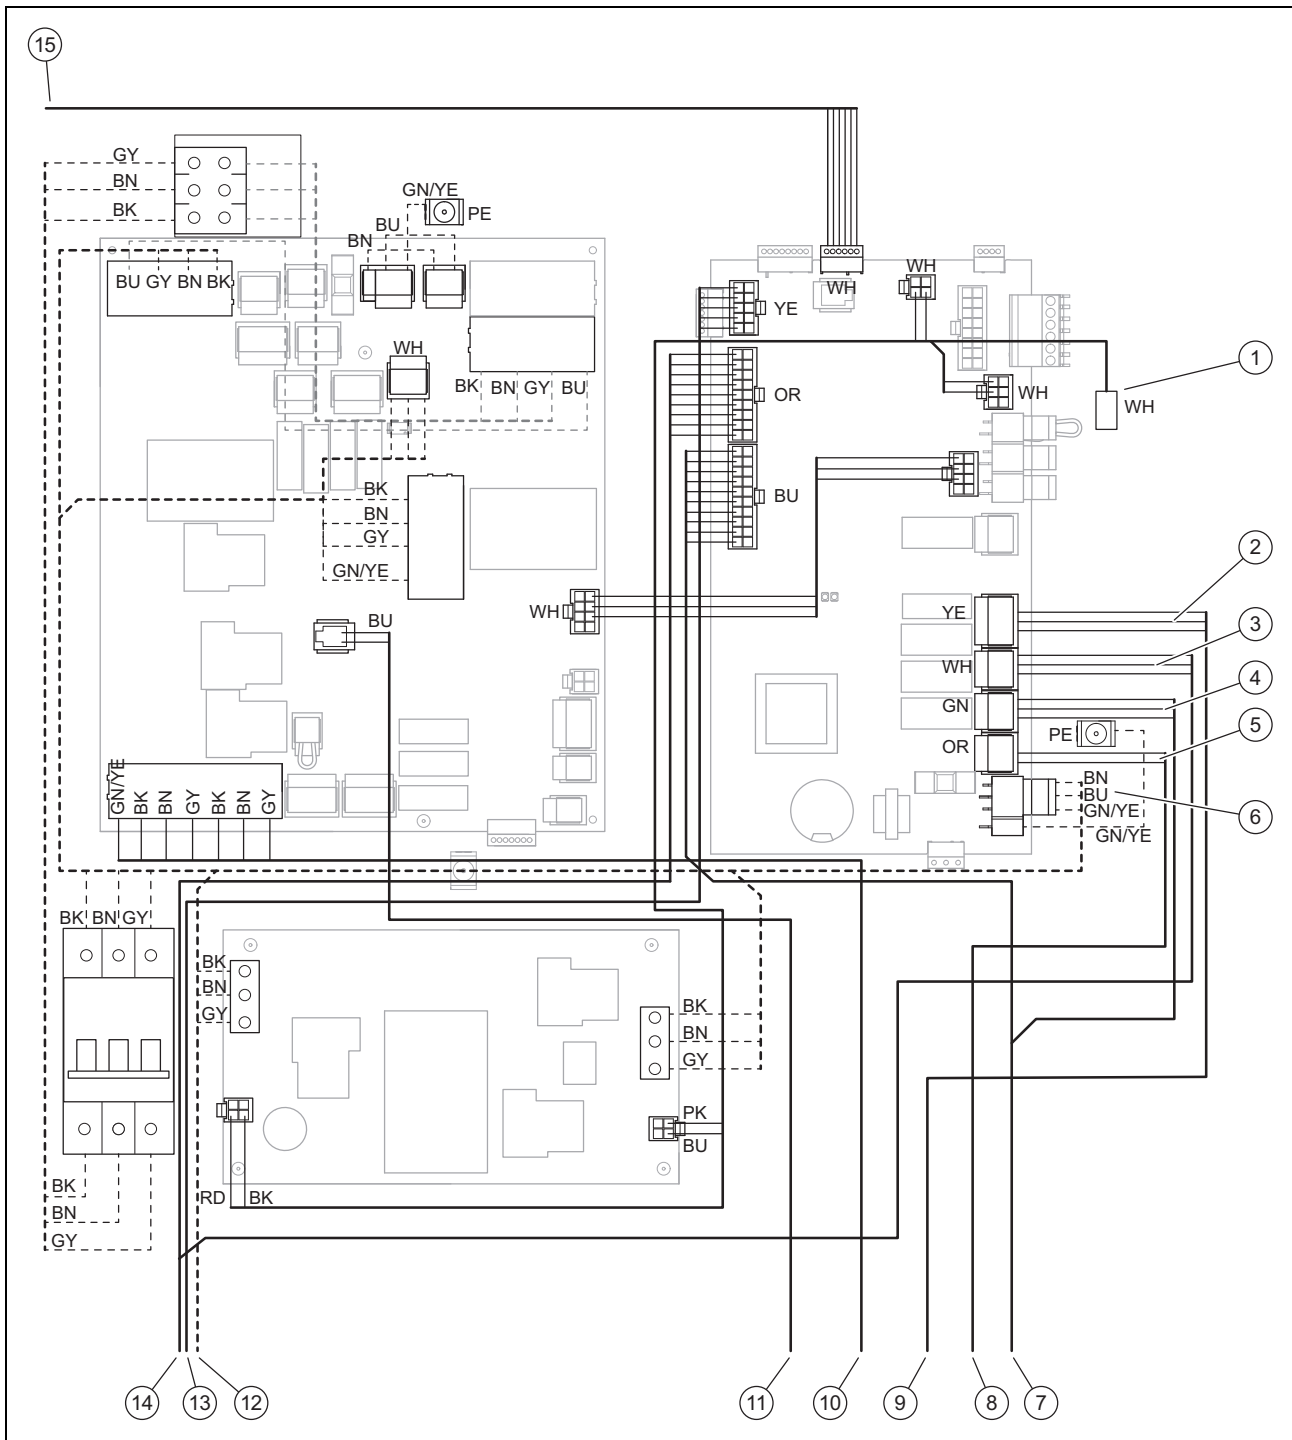 15
GY
BN
BK
GN/YE
PE
BU
BN
BU GY BN BK
WH
WH
YE
WH
BK BN GY BU
OR
WH
WH
1
BU
BK
BN
GY
GN/YE
WH
BU
YE
2
WH
3
GN
4
PE
OR
5
BN
BU
GN/YE
6
GN/YE
GN/YE BK BN GY BK BN GY
BK BN GY
BK
BN
GY
BK
BN
GY
PK
BU
RD BK
BK
BN
GY
14 13 12 11 10 9 8 7